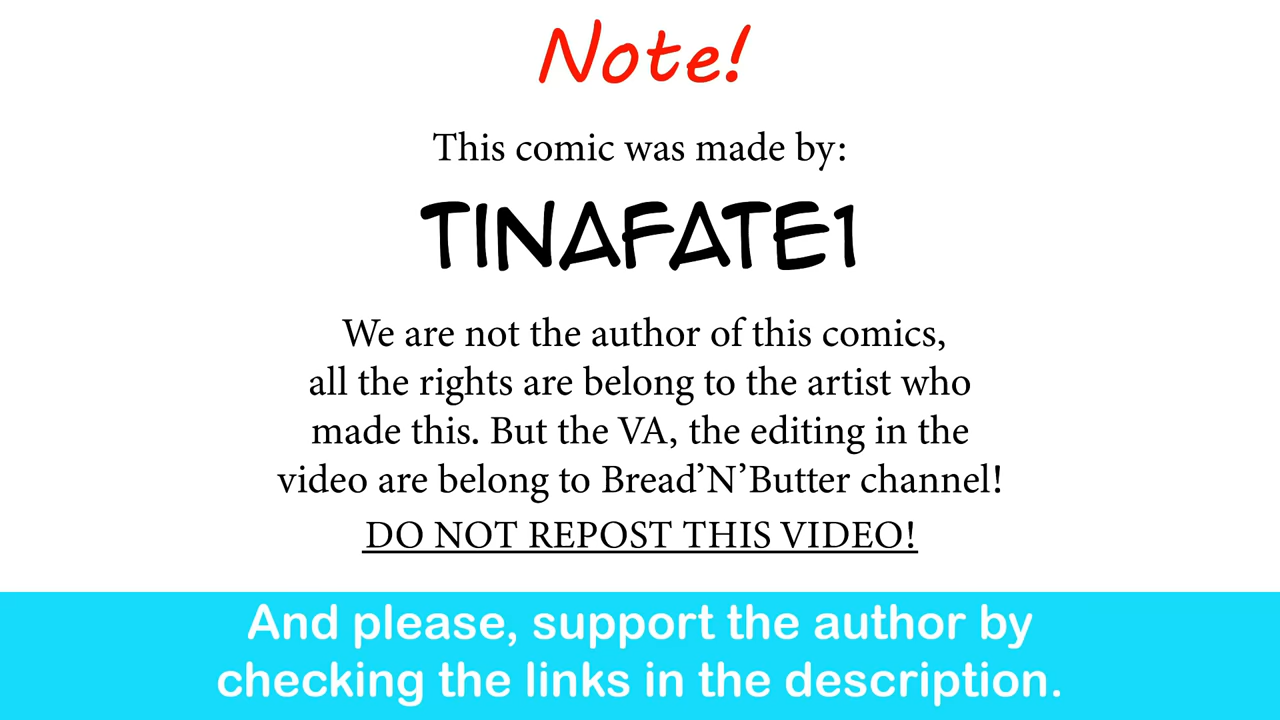 Note!
This comic was made by:
TINAFATE1
We are not the author of this comics,
all the rights are belong to the artist who
made this. But the VA, the editing in the
video are belong to Bread’N’Butter channel!
DO NOT REPOST THIS VIDEO!
And please, support the author by
checking the links in the description.